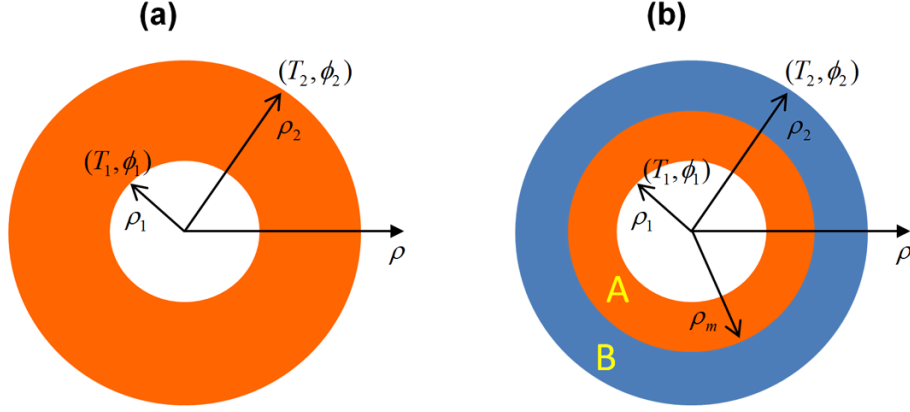 (a)
(T₂, ϕ₂)
ρ₂
(T₁, ϕ₁)
ρ₁
ρ
(b)
(T₂, ϕ₂)
ρ₂
(T₁, ϕ₁)
ρ₁
ρ
A
ρₘ
B